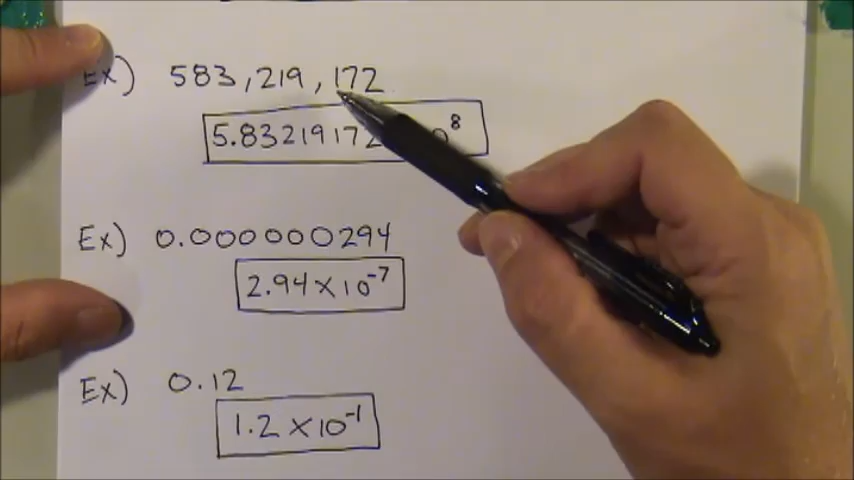 Ex) 583,219,172
5.83219172 0⁸
Ex) 0.000000294
2.94 x 10⁻⁷
Ex) 0.12
1.2 x 10⁻¹